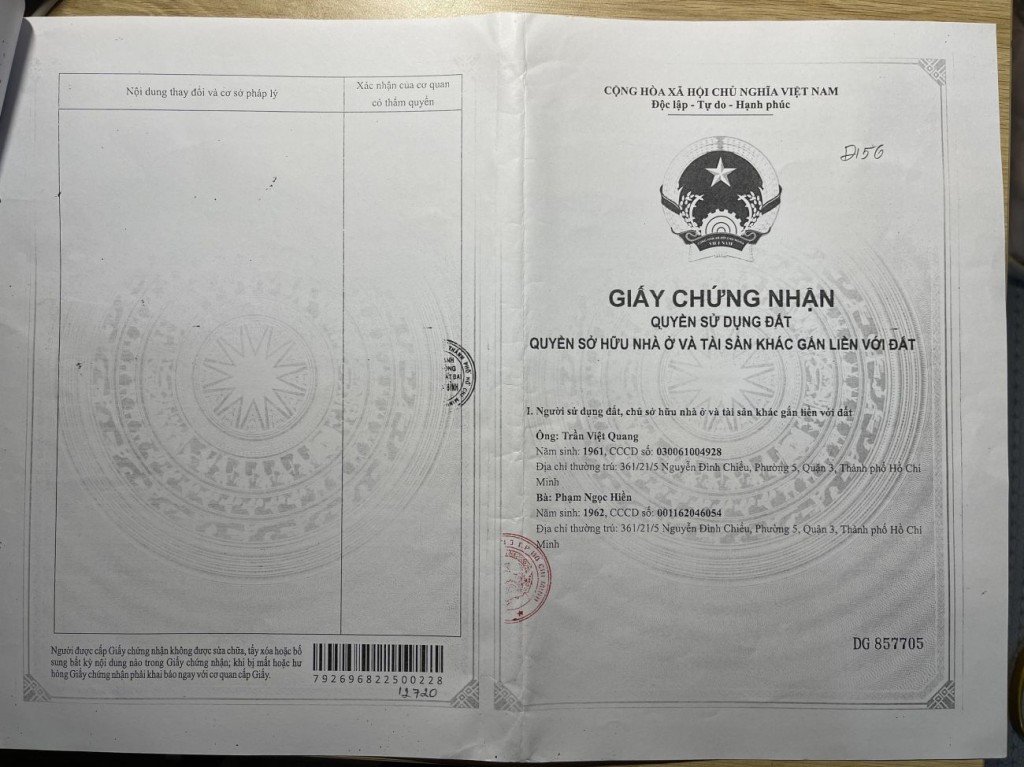 Nội dung thay đổi và cơ sở pháp lý
Xác nhận của cơ quan
có thẩm quyền
Người được cấp Giấy chứng nhận không được sửa chữa, tẩy xóa hoặc bổ
sung bất kỳ nội dung nào trong Giấy chứng nhận; khi bị mất hoặc hư
hỏng Giấy chứng nhận phải khai báo ngay với cơ quan cấp Giấy.
792696822500228
12720
CỘNG HÒA XÃ HỘI CHỦ NGHĨA VIỆT NAM
Độc lập - Tự do - Hạnh phúc
D156
VIỆT NAM
GIẤY CHỨNG NHẬN
QUYỀN SỬ DỤNG ĐẤT
QUYỀN SỞ HỮU NHÀ Ở VÀ TÀI SẢN KHÁC GẮN LIỀN VỚI ĐẤT
I. Người sử dụng đất, chủ sở hữu nhà ở và tài sản khác gắn liền với đất
Ông: Trần Việt Quang
Năm sinh: 1961, CCCD số: 030061004928
Địa chỉ thường trú: 361/21/5 Nguyễn Đình Chiểu, Phường 5, Quận 3, Thành phố Hồ Chí
Minh
Bà: Phạm Ngọc Hiền
Năm sinh: 1962, CCCD số: 001162046054
Địa chỉ thường trú: 361/21/5 Nguyễn Đình Chiểu, Phường 5, Quận 3, Thành phố Hồ Chí
Minh
DG 857705